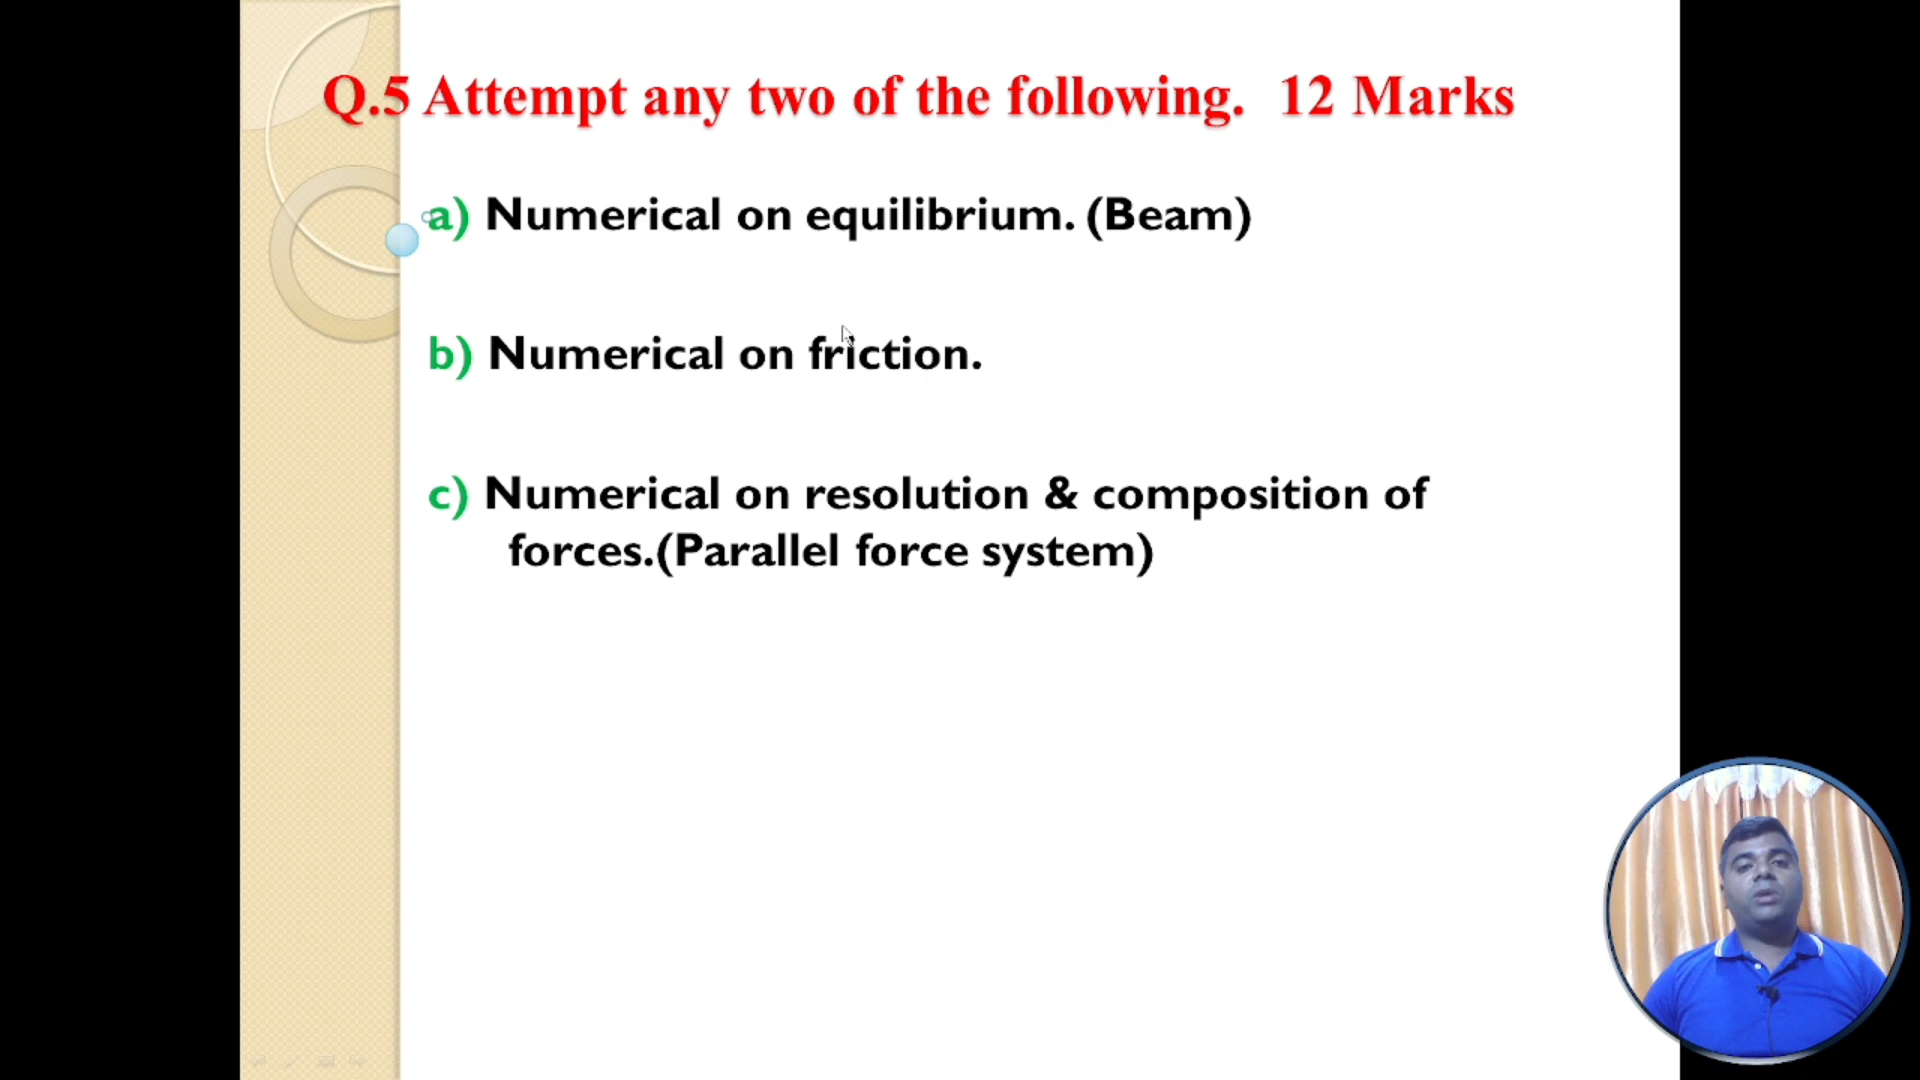 Q.5 Attempt any two of the following. 12 Marks
a) Numerical on equilibrium. (Beam)
b) Numerical on friction.
c) Numerical on resolution & composition of
forces.(Parallel force system)